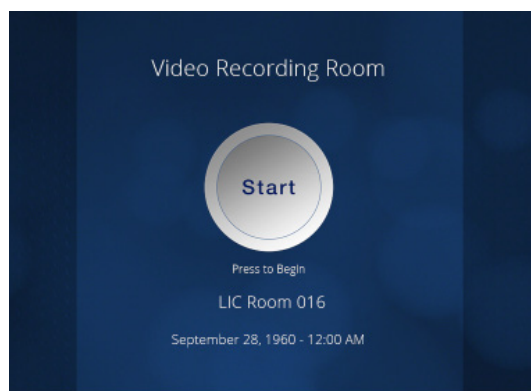 Video Recording Room
Start
Press to Begin
LIC Room 016
September 28, 1960 - 12:00 AM